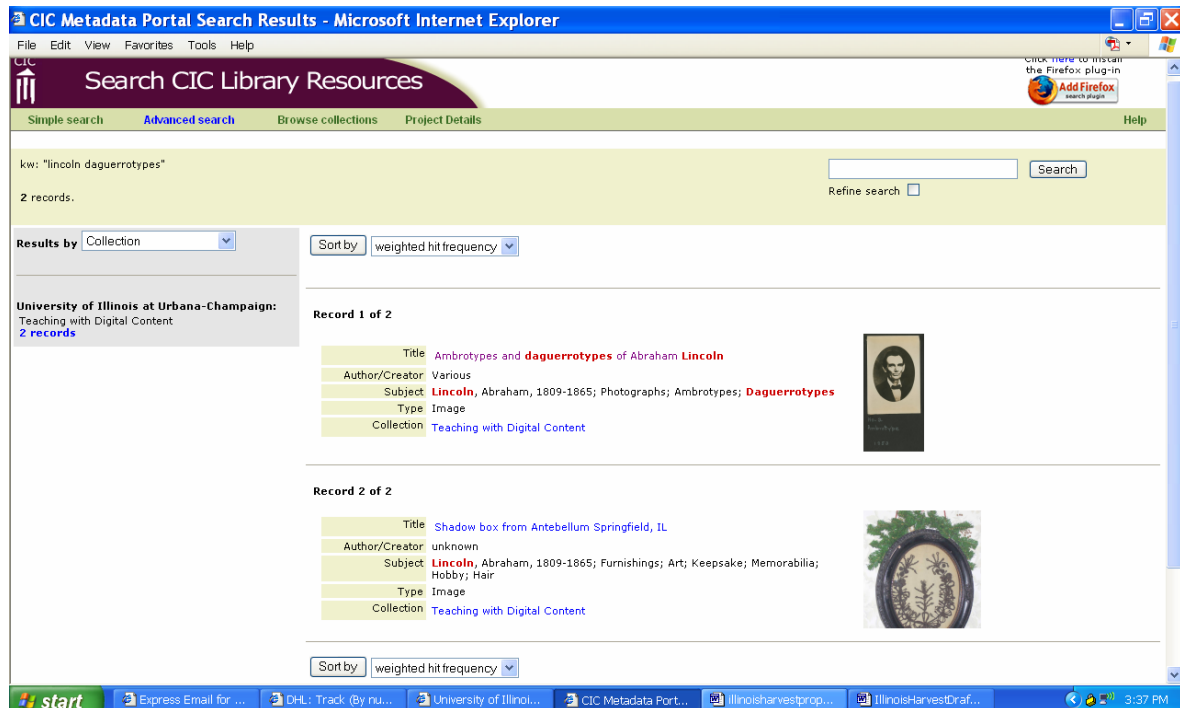 CIC Metadata Portal Search Results - Microsoft Internet Explorer
File Edit View Favorites Tools Help
CIC
Search CIC Library Resources
Click here to install
the Firefox plug-in
Add Firefox
search plugin
Simple search Advanced search Browse collections Project Details Help
kw: "lincoln daguerrotypes"
Search
Refine search
2 records.
Results by Collection
Sort by weighted hit frequency
University of Illinois at Urbana-Champaign:
Teaching with Digital Content
2 records
Record 1 of 2
Title Ambrotypes and daguerrotypes of Abraham Lincoln
Author/Creator Various
Subject Lincoln, Abraham, 1809-1865; Photographs; Ambrotypes; Daguerrotypes
Type Image
Collection Teaching with Digital Content
Record 2 of 2
Title Shadow box from Antebellum Springfield, IL
Author/Creator unknown
Subject Lincoln, Abraham, 1809-1865; Furnishings; Art; Keepsake; Memorabilia;
Hobby; Hair
Type Image
Collection Teaching with Digital Content
Sort by weighted hit frequency
start Express Email for ... DHL: Track (By nu... University of Illinoi... CIC Metadata Port... illinoisharvestprop... IllinoisHarvestDraf... 3:37 PM